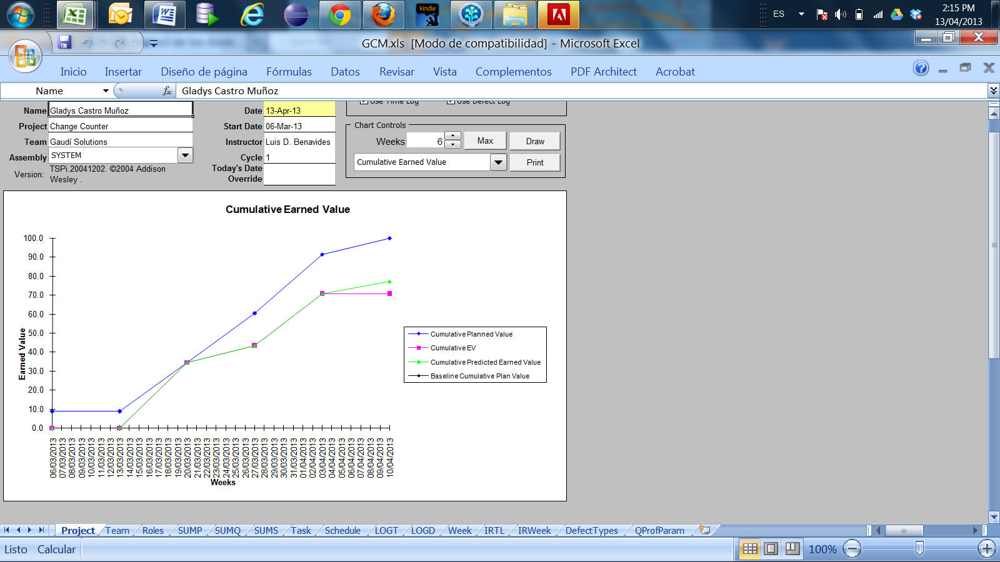 kindle
ES
2:15 PM
13/04/2013
GCM.xls [Modo de compatibilidad] - Microsoft Excel
Inicio Insertar Diseño de página Fórmulas Datos Revisar Vista Complementos PDF Architect Acrobat
Name fx Gladys Castro Muñoz
Name Gladys Castro Muñoz Date 13-Apr-13 Use Time Log Use Defect Log
Project Change Counter Start Date 06-Mar-13 Chart Controls
Team Gaudí Solutions Instructor Luis D. Benavides Weeks 6 Max Draw
Assembly SYSTEM Cycle 1 Cumulative Earned Value Print
Version: TSPi.20041202. ©2004 Addison
Wesley .
Today's Date
Override
Cumulative Earned Value
100.0
90.0
80.0
70.0
60.0
50.0
40.0
30.0
20.0
10.0
0.0
Earned Value
Cumulative Planned Value
Cumulative EV
Cumulative Predicted Earned Value
Baseline Cumulative Plan Value
06/03/2013
07/03/2013
08/03/2013
09/03/2013
10/03/2013
11/03/2013
12/03/2013
13/03/2013
14/03/2013
15/03/2013
16/03/2013
17/03/2013
18/03/2013
19/03/2013
20/03/2013
21/03/2013
22/03/2013
23/03/2013
24/03/2013
25/03/2013
26/03/2013
27/03/2013
28/03/2013
29/03/2013
30/03/2013
31/03/2013
01/04/2013
02/04/2013
03/04/2013
04/04/2013
05/04/2013
06/04/2013
07/04/2013
08/04/2013
09/04/2013
10/04/2013
Weeks
Project Team Roles SUMP SUMQ SUMS Task Schedule LOGT LOGD Week IRTL IRWeek DefectTypes QProfParam
Listo Calcular 100%